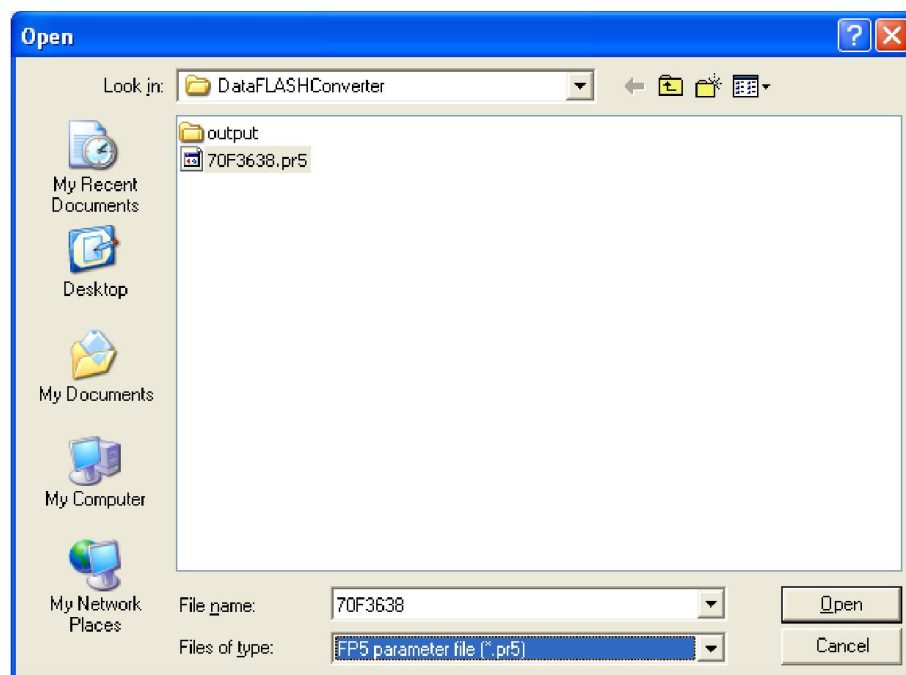 Open
Look in:
DataFLASHConverter
output
70F3638.pr5
My Recent
Documents
Desktop
My Documents
My Computer
My Network
Places
File name:
70F3638
Open
Files of type:
FP5 parameter file (*.pr5)
Cancel